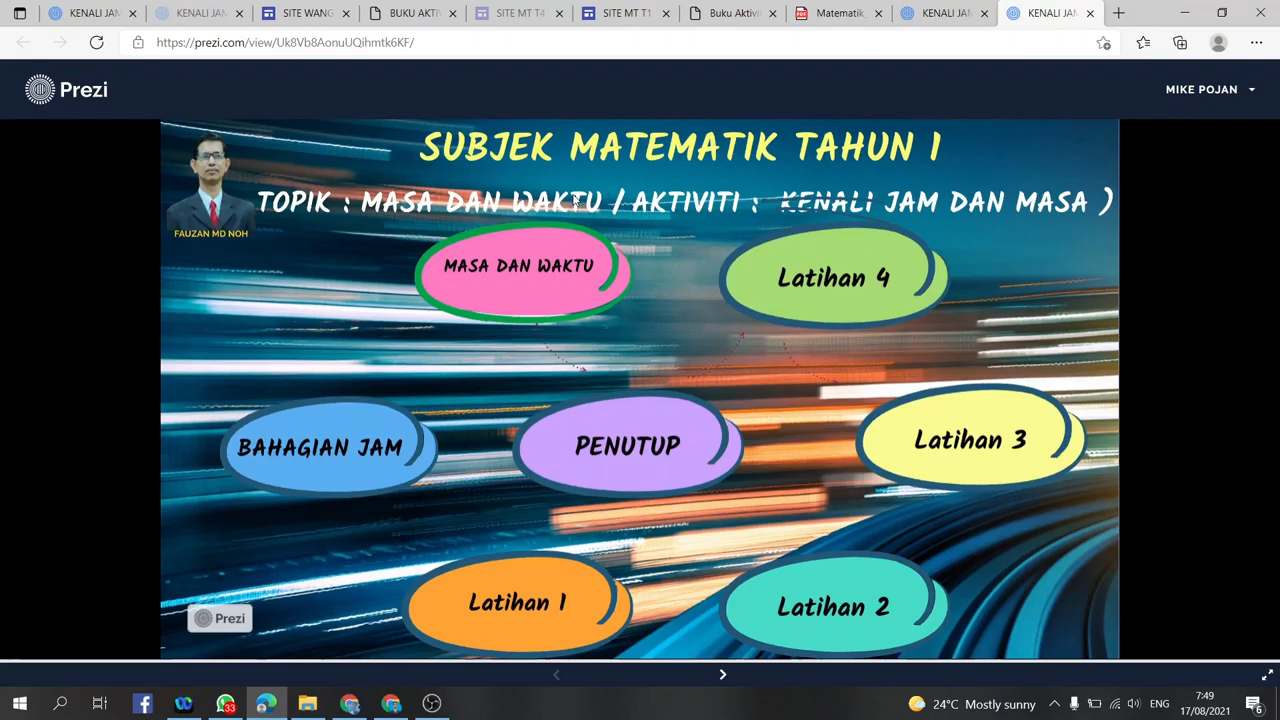 KENALI JAM
KENALI JAM
SITE WANG
BUKU AKTIV
SITE MT T4
SITE MT T1
Buku Aktivi
Matematik
KENALI JAM
KENALI JAM
https://prezi.com/view/Uk8Vb8AonuUQihmtk6KF/
Prezi
MIKE POJAN
SUBJEK MATEMATIK TAHUN 1
TOPIK : MASA DAN WAKTU / AKTIVITI : KENALI JAM DAN MASA )
FAUZAN MD NOH
MASA DAN WAKTU
Latihan 4
BAHAGIAN JAM
PENUTUP
Latihan 3
Latihan 1
Latihan 2
Prezi
33
24°C Mostly sunny
ENG
7:49
17/08/2021
6